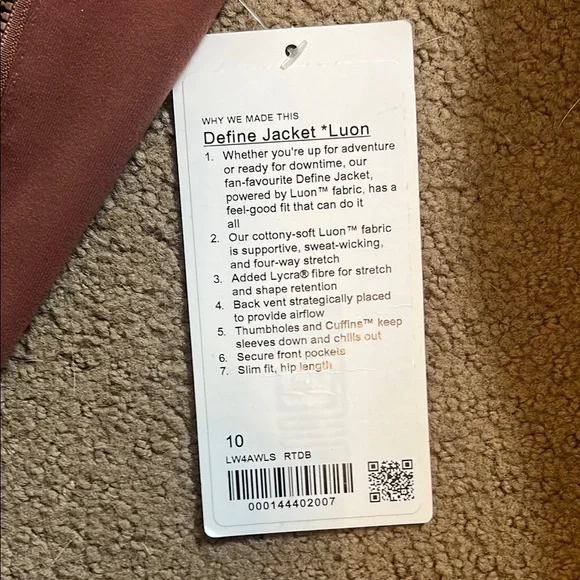 WHY WE MADE THIS
Define Jacket *Luon
1. Whether you're up for adventure
or ready for downtime, our
fan-favourite Define Jacket,
powered by Luon™ fabric, has a
feel-good fit that can do it
all
2. Our cottony-soft Luon™ fabric
is supportive, sweat-wicking,
and four-way stretch
3. Added Lycra® fibre for stretch
and shape retention
4. Back vent strategically placed
to provide airflow
5. Thumbholes and Cuffins™ keep
sleeves down and chills out
6. Secure front pockets
7. Slim fit, hip length
10
LW4AWLS RTDB
000144402007